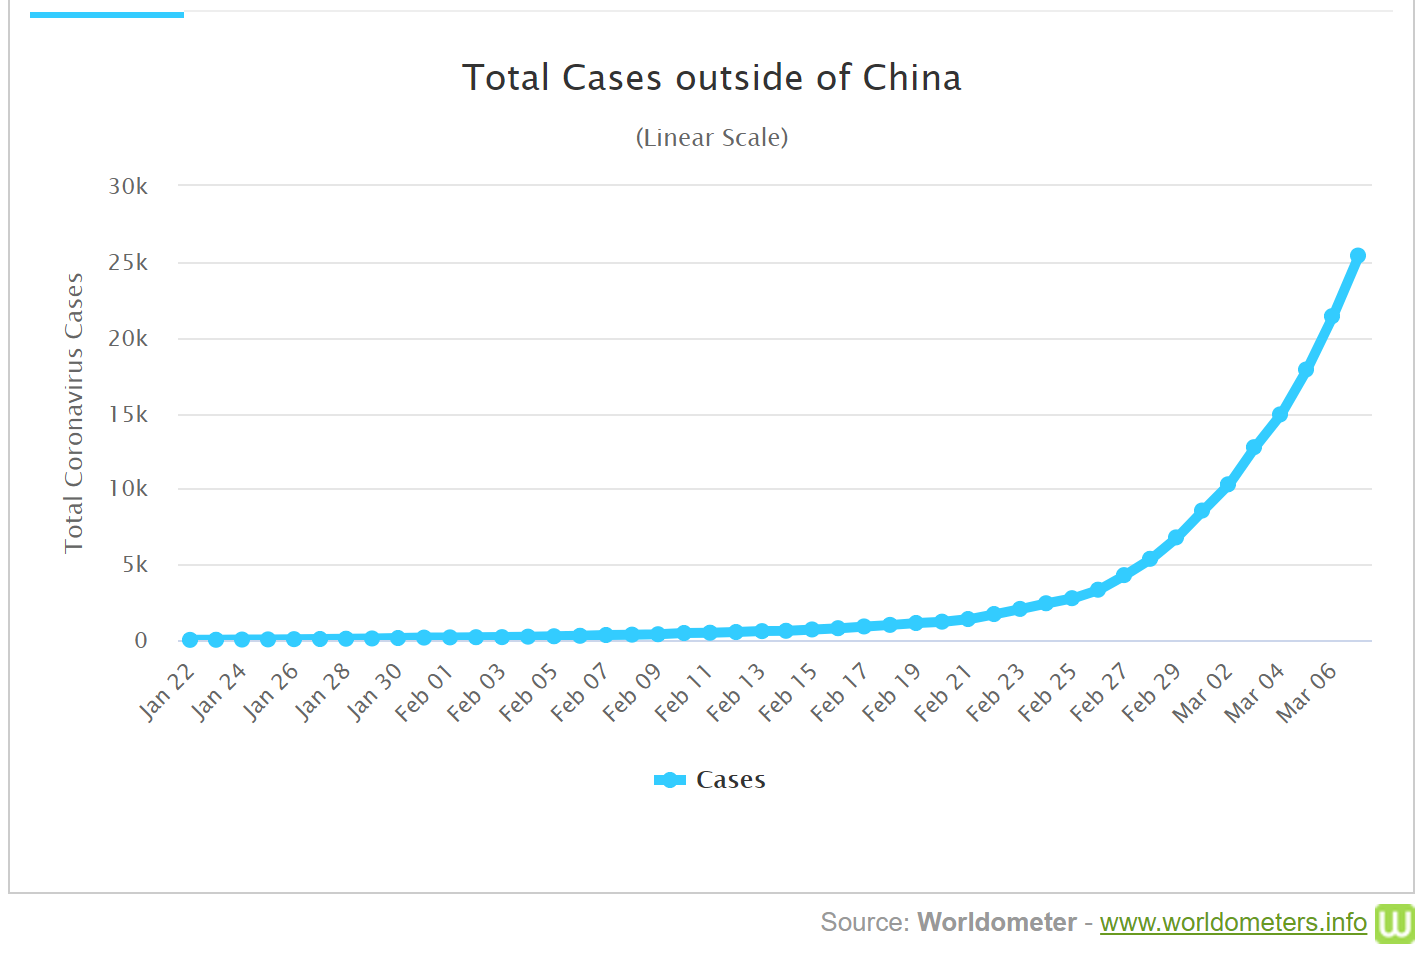 Total Cases outside of China
(Linear Scale)
Total Coronavirus Cases
30k
25k
20k
15k
10k
5k
0
Jan 22
Jan 24
Jan 26
Jan 28
Jan 30
Feb 01
Feb 03
Feb 05
Feb 07
Feb 09
Feb 11
Feb 13
Feb 15
Feb 17
Feb 19
Feb 21
Feb 23
Feb 25
Feb 27
Feb 29
Mar 02
Mar 04
Mar 06
Cases
Source: Worldometer - www.worldometers.info W